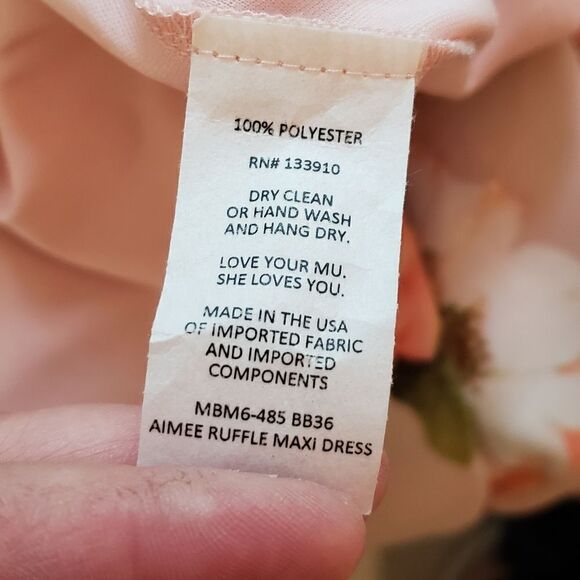 100% POLYESTER
RN# 133910
DRY CLEAN
OR HAND WASH
AND HANG DRY.
LOVE YOUR MU.
SHE LOVES YOU.
MADE IN THE USA
OF IMPORTED FABRIC
AND IMPORTED
COMPONENTS
MBM6-485 BB36
AIMEE RUFFLE MAXi DRESS